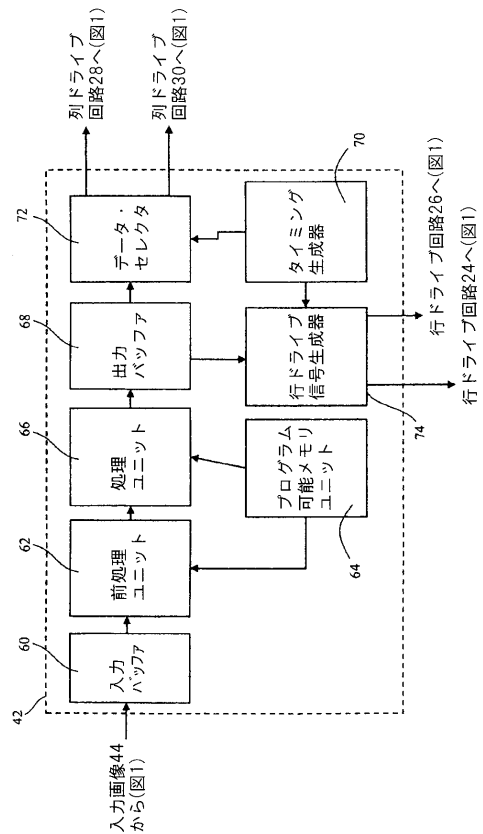 42
入力画像44
から(図1)
60
入力
バッファ
62
前処理
ユニット
66
処理
ユニット
68
出力
バッファ
72
データ・
セレクタ
列ドライブ
回路28へ(図1)
列ドライブ
回路30へ(図1)
プログラム
可能メモリ
ユニット
64
行ドライブ
信号生成器
74
タイミング
生成器
70
行ドライブ回路26へ(図1)
行ドライブ回路24へ(図1)